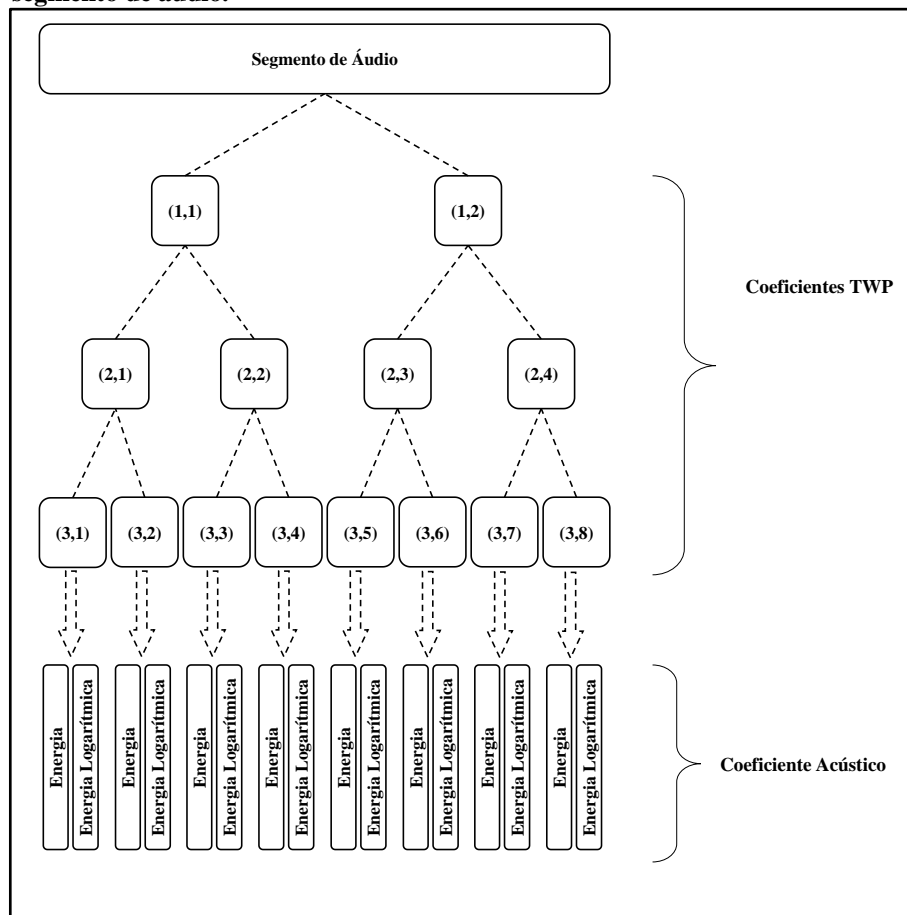 segmento de áudio.
Segmento de Áudio
(1,1)
(1,2)
Coeficientes TWP
(2,1)
(2,2)
(2,3)
(2,4)
(3,1)
(3,2)
(3,3)
(3,4)
(3,5)
(3,6)
(3,7)
(3,8)
Energia
Energia Logarítmica
Energia
Energia Logarítmica
Energia
Energia Logarítmica
Energia
Energia Logarítmica
Energia
Energia Logarítmica
Energia
Energia Logarítmica
Energia
Energia Logarítmica
Energia
Energia Logarítmica
Coeficiente Acústico